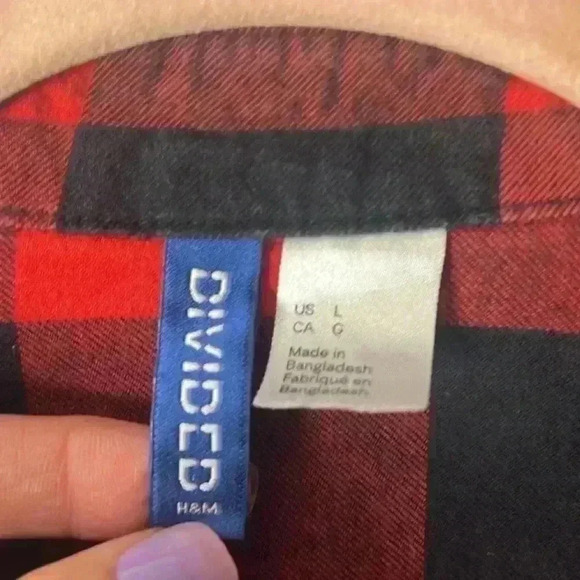 DIVIDED
H&M
US L
CA G
Made in
Bangladesh
Fabriqué en
Bangladesh